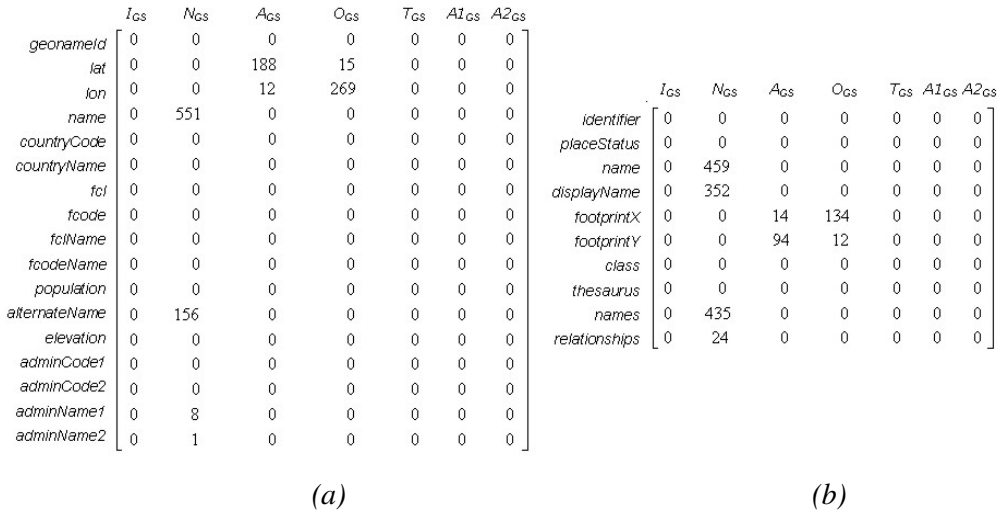 I_GS N_GS A_GS O_GS T_GS A1_GS A2_GS
geonameId 0 0 0 0 0 0 0
lat 0 0 188 15 0 0 0
lon 0 0 12 269 0 0 0
name 0 551 0 0 0 0 0
countryCode 0 0 0 0 0 0 0
countryName 0 0 0 0 0 0 0
fcl 0 0 0 0 0 0 0
fcode 0 0 0 0 0 0 0
fclName 0 0 0 0 0 0 0
fcodeName 0 0 0 0 0 0 0
population 0 0 0 0 0 0 0
alternateName 0 156 0 0 0 0 0
elevation 0 0 0 0 0 0 0
adminCode1 0 0 0 0 0 0 0
adminCode2 0 0 0 0 0 0 0
adminName1 0 8 0 0 0 0 0
adminName2 0 1 0 0 0 0 0
(a)
I_GS N_GS A_GS O_GS T_GS A1_GS A2_GS
identifier 0 0 0 0 0 0 0
placeStatus 0 0 0 0 0 0 0
name 0 459 0 0 0 0 0
displayName 0 352 0 0 0 0 0
footprintX 0 0 14 134 0 0 0
footprintY 0 0 94 12 0 0 0
class 0 0 0 0 0 0 0
thesaurus 0 0 0 0 0 0 0
names 0 435 0 0 0 0 0
relationships 0 24 0 0 0 0 0
(b)